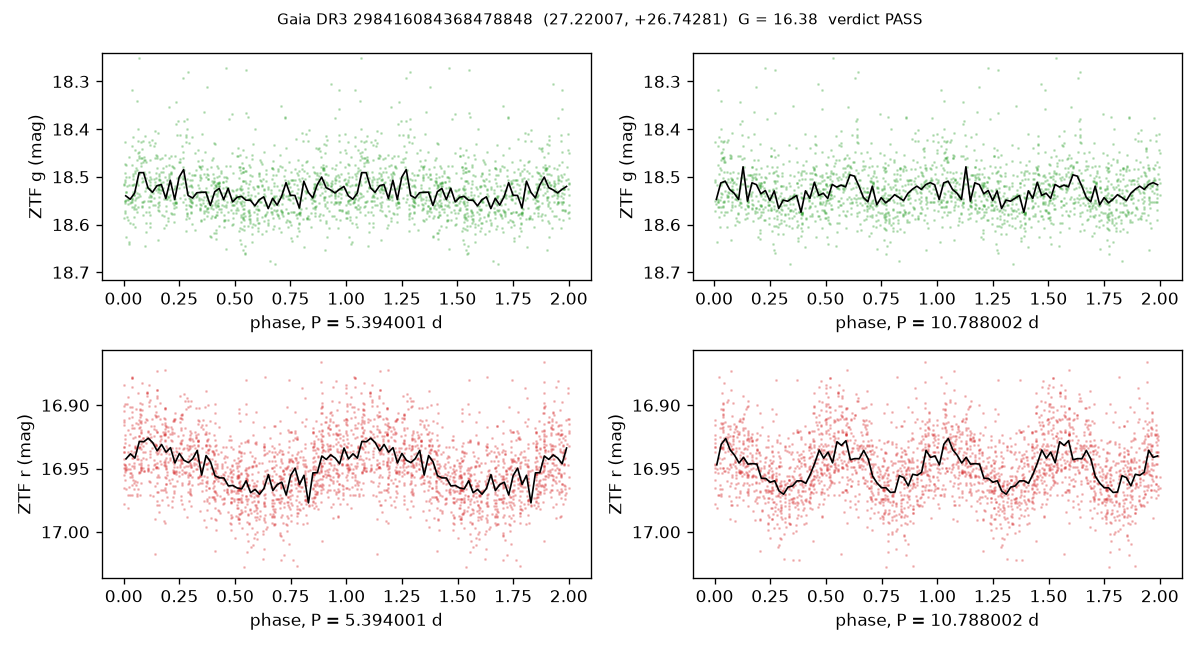 Gaia DR3 298416084368478848 (27.22007, +26.74281) G = 16.38 verdict PASS
ZTF g (mag)
18.3
18.4
18.5
18.6
18.7
0.00 0.25 0.50 0.75 1.00 1.25 1.50 1.75 2.00
phase, P = 5.394001 d
ZTF g (mag)
18.3
18.4
18.5
18.6
18.7
0.00 0.25 0.50 0.75 1.00 1.25 1.50 1.75 2.00
phase, P = 10.788002 d
ZTF r (mag)
16.90
16.95
17.00
0.00 0.25 0.50 0.75 1.00 1.25 1.50 1.75 2.00
phase, P = 5.394001 d
ZTF r (mag)
16.90
16.95
17.00
0.00 0.25 0.50 0.75 1.00 1.25 1.50 1.75 2.00
phase, P = 10.788002 d